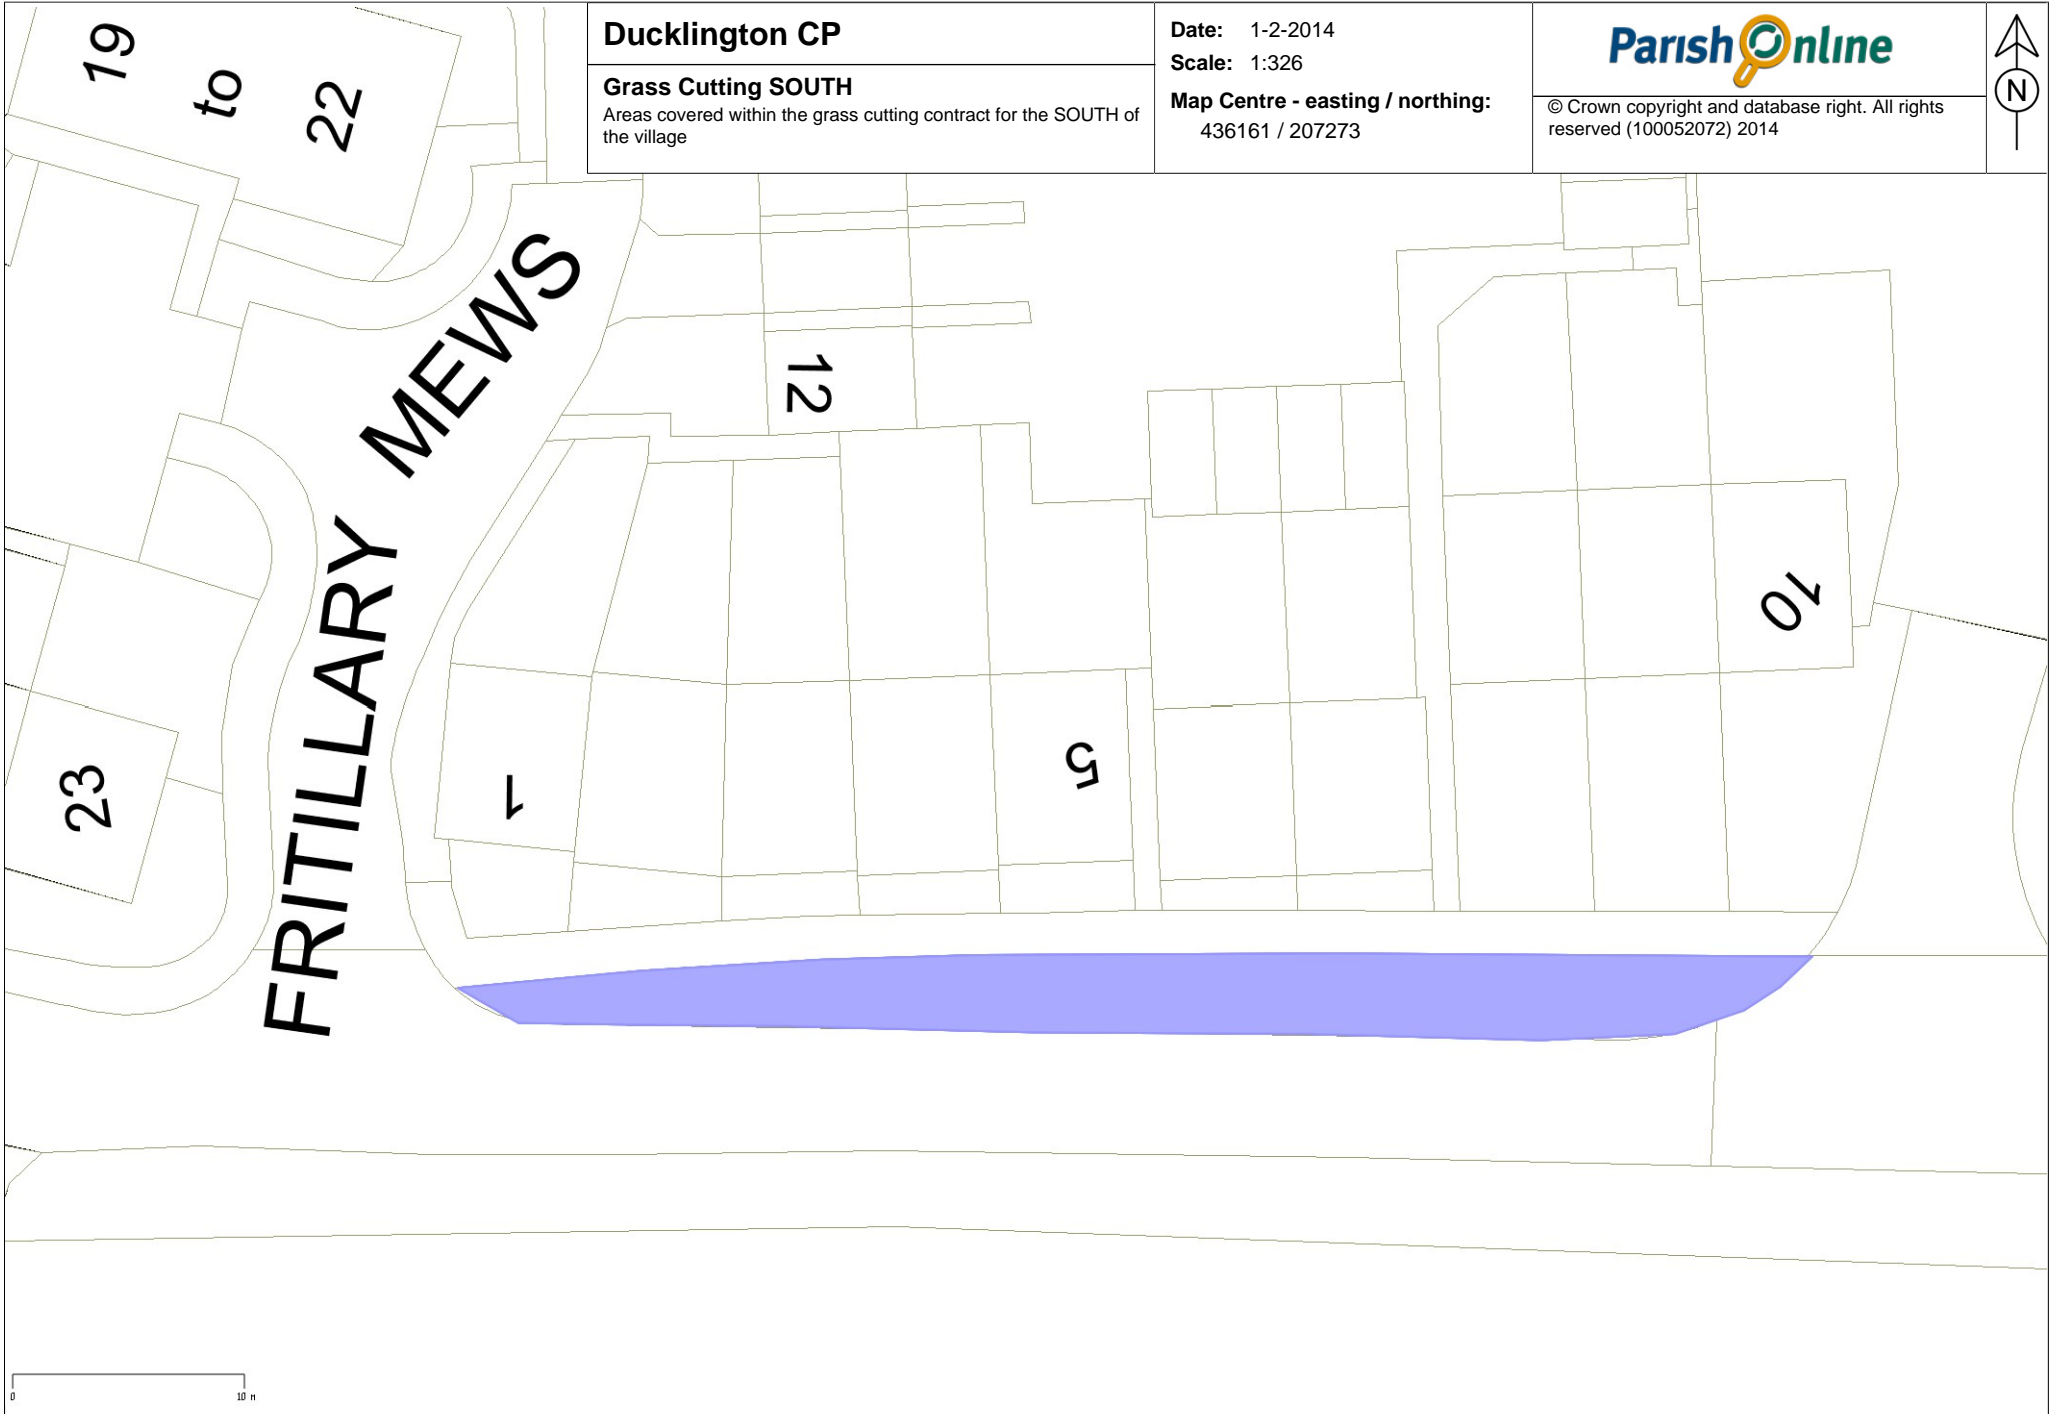 Ducklington CP
Grass Cutting SOUTH
Areas covered within the grass cutting contract for the SOUTH of
the village
Date: 1-2-2014
Scale: 1:326
Map Centre - easting / northing:
436161 / 207273
Parish Online
© Crown copyright and database right. All rights
reserved (100052072) 2014
N
19
to
22
FRITILLARY MEWS
12
10
5
1
23
0
10 M